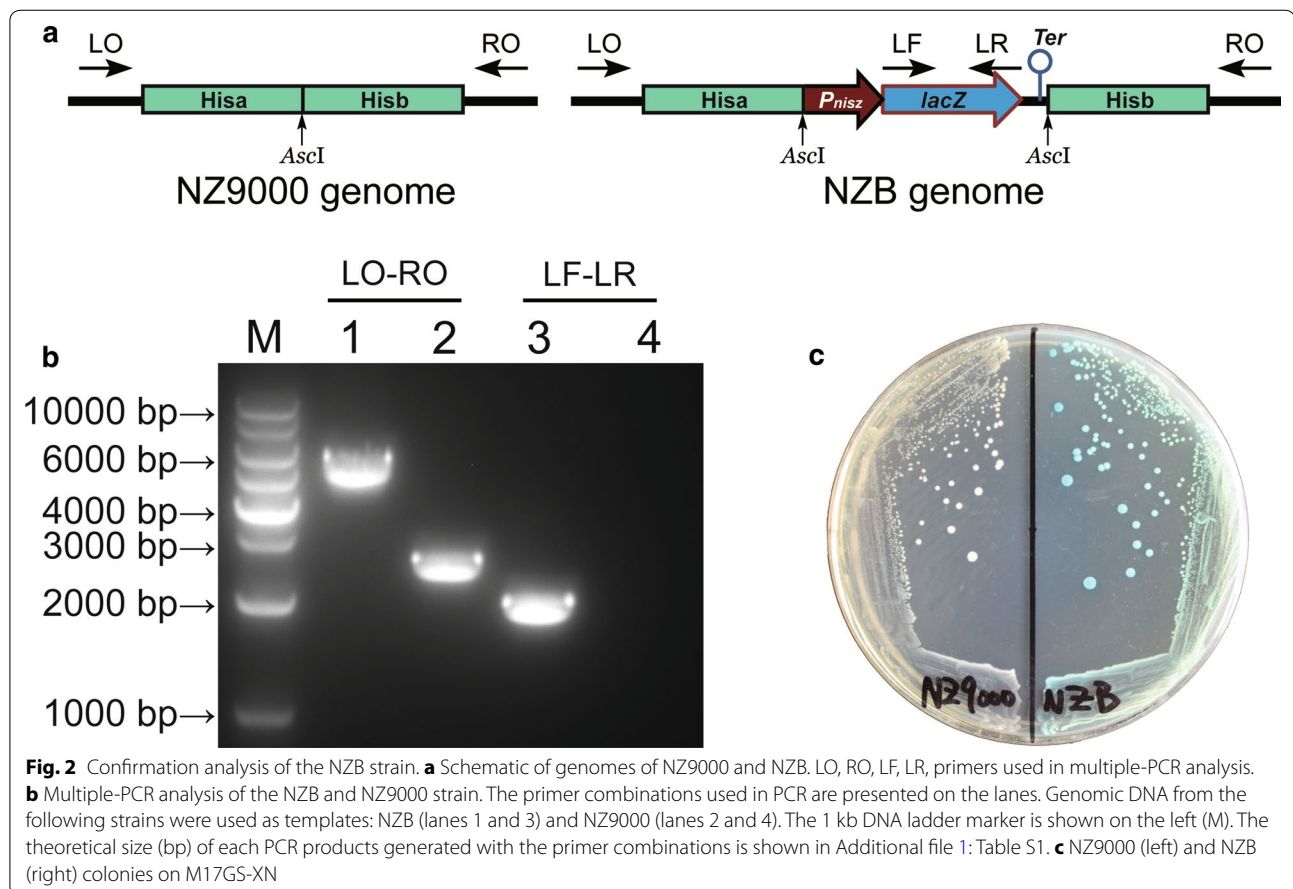 a
LO RO LO LF LR Ter RO
Hisa Hisb Hisa Pnisz lacZ Hisb
AscI AscI AscI
NZ9000 genome NZB genome
LO-RO LF-LR
b M 1 2 3 4 c
10000 bp→
6000 bp→
4000 bp→
3000 bp→
2000 bp→
1000 bp→
NZ9000 NZB
Fig. 2 Confirmation analysis of the NZB strain. a Schematic of genomes of NZ9000 and NZB. LO, RO, LF, LR, primers used in multiple-PCR analysis.
b Multiple-PCR analysis of the NZB and NZ9000 strain. The primer combinations used in PCR are presented on the lanes. Genomic DNA from the
following strains were used as templates: NZB (lanes 1 and 3) and NZ9000 (lanes 2 and 4). The 1 kb DNA ladder marker is shown on the left (M). The
theoretical size (bp) of each PCR products generated with the primer combinations is shown in Additional file 1: Table S1. c NZ9000 (left) and NZB
(right) colonies on M17GS-XN